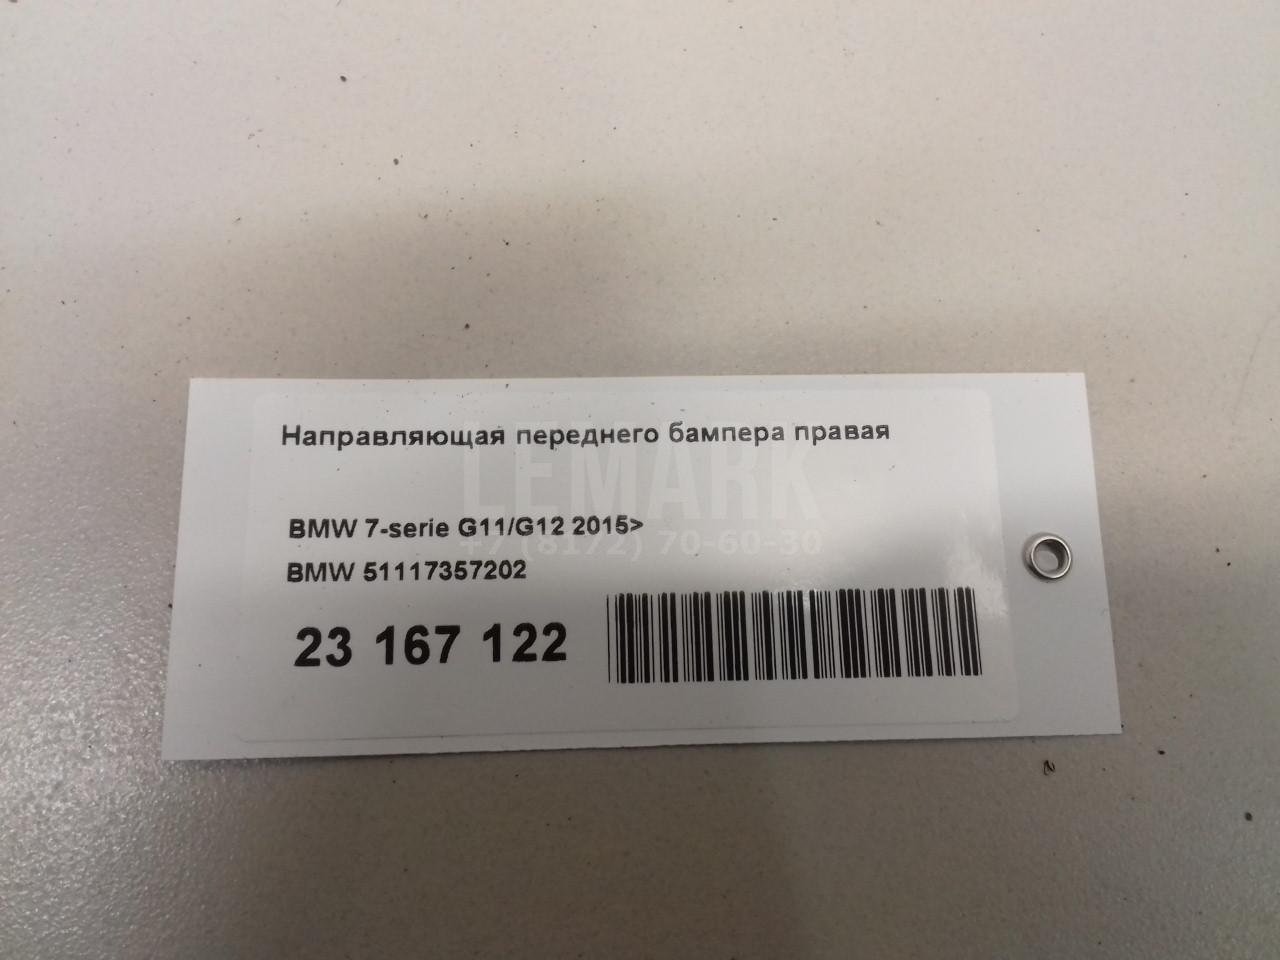 Направляющая переднего бампера правая
LEMARK
BMW 7-serie G11/G12 2015>
+7 (8172) 70-60-30
BMW 51117357202
23 167 122